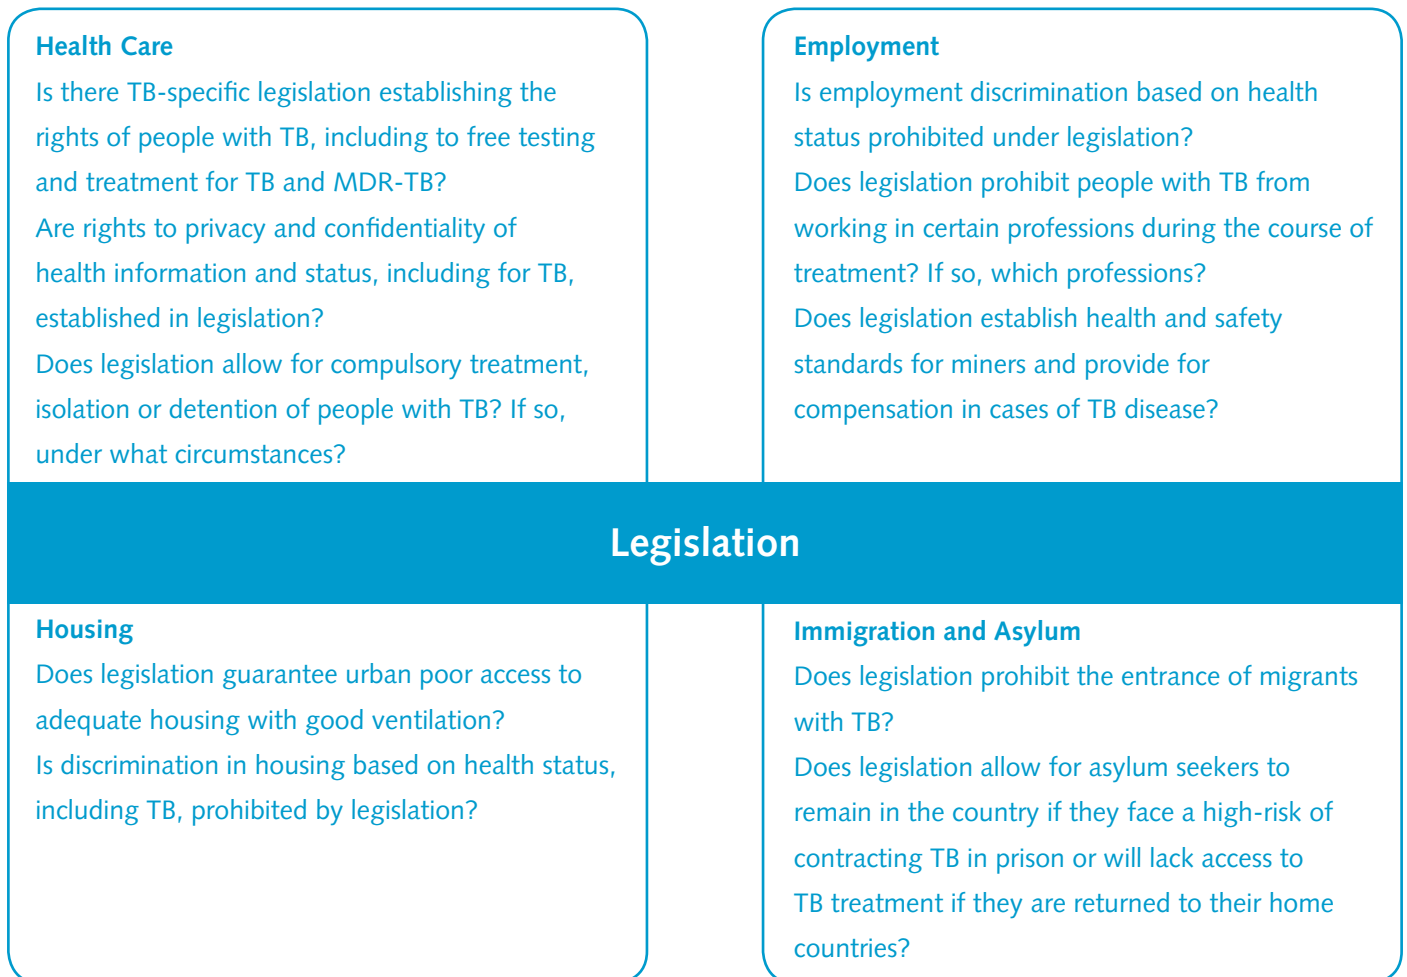 Health Care
Is there TB-specific legislation establishing the
rights of people with TB, including to free testing
and treatment for TB and MDR-TB?
Are rights to privacy and confidentiality of
health information and status, including for TB,
established in legislation?
Does legislation allow for compulsory treatment,
isolation or detention of people with TB? If so,
under what circumstances?
Employment
Is employment discrimination based on health
status prohibited under legislation?
Does legislation prohibit people with TB from
working in certain professions during the course of
treatment? If so, which professions?
Does legislation establish health and safety
standards for miners and provide for
compensation in cases of TB disease?
Legislation
Housing
Does legislation guarantee urban poor access to
adequate housing with good ventilation?
Is discrimination in housing based on health status,
including TB, prohibited by legislation?
Immigration and Asylum
Does legislation prohibit the entrance of migrants
with TB?
Does legislation allow for asylum seekers to
remain in the country if they face a high-risk of
contracting TB in prison or will lack access to
TB treatment if they are returned to their home
countries?